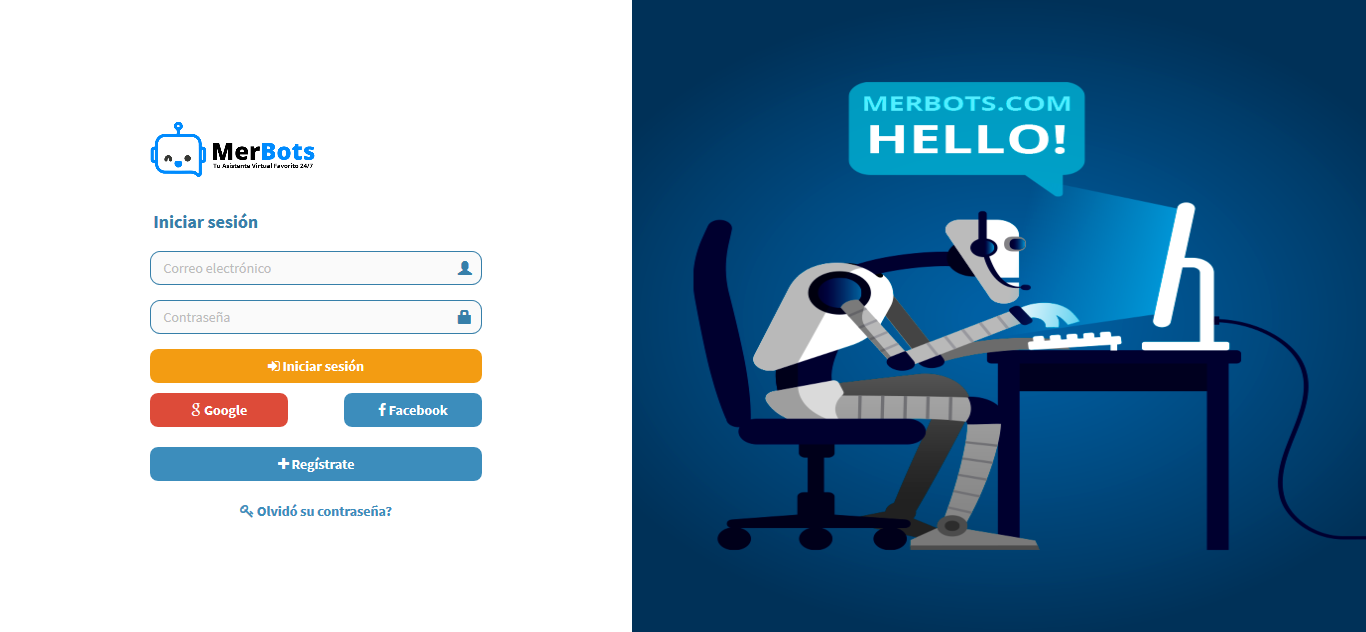 MerBots
Tu Asistente Virtual Favorito 24/7
Iniciar sesión
Correo electrónico
Contraseña
Iniciar sesión
Google
Facebook
Regístrate
Olvidó su contraseña?
MERBOTS.COM
HELLO!